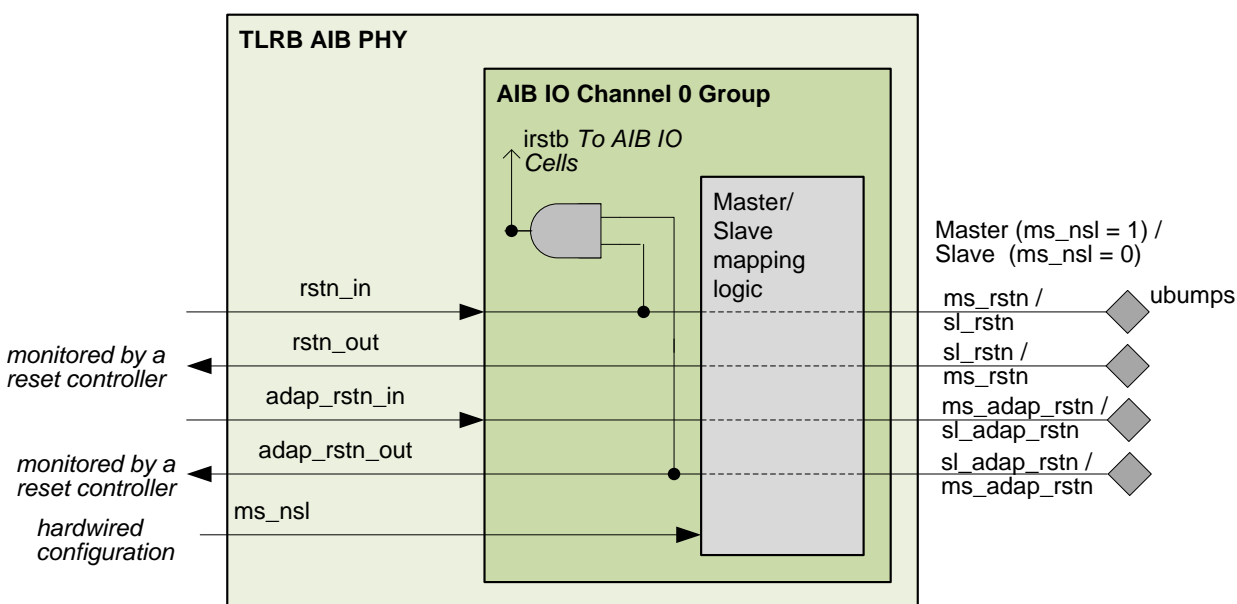 TLRB AIB PHY
AIB IO Channel 0 Group
irstb To AIB IO
Cells
Master/
Slave
mapping
logic
Master (ms_nsl = 1) /
Slave (ms_nsl = 0)
rstn_in
ms_rstn /
sl_rstn
ubumps
monitored by a
reset controller
rstn_out
sl_rstn /
ms_rstn
adap_rstn_in
ms_adap_rstn /
sl_adap_rstn
monitored by a
reset controller
adap_rstn_out
sl_adap_rstn /
ms_adap_rstn
hardwired
configuration
ms_nsl